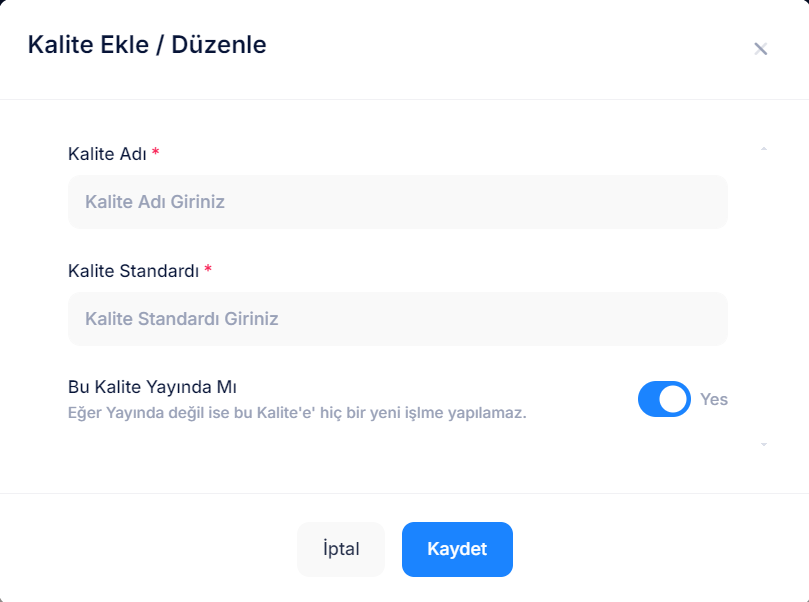 Kalite Ekle / Düzenle
Kalite Adı *
Kalite Adı Giriniz
Kalite Standardı *
Kalite Standardı Giriniz
Bu Kalite Yayında Mı
Eğer Yayında değil ise bu Kalite'e' hiç bir yeni işlme yapılamaz.
Yes
İptal
Kaydet